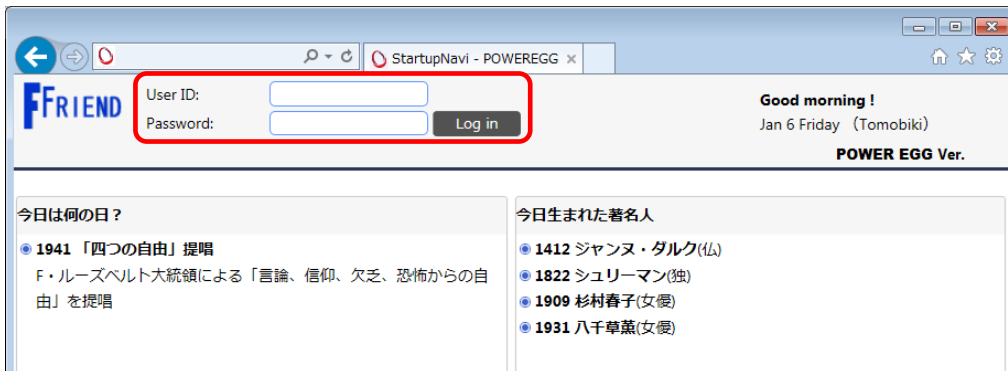 StartupNavi - POWEREGG
FFRIEND
User ID:
Password:
Log in
Good morning !
Jan 6 Friday （Tomobiki）
POWER EGG Ver.
今日は何の日？
1941 「四つの自由」提唱
F・ルーズベルト大統領による「言論、信仰、欠乏、恐怖からの自
由」を提唱
今日生まれた著名人
1412 ジャンヌ・ダルク(仏)
1822 シュリーマン(独)
1909 杉村春子(女優)
1931 八千草薫(女優)